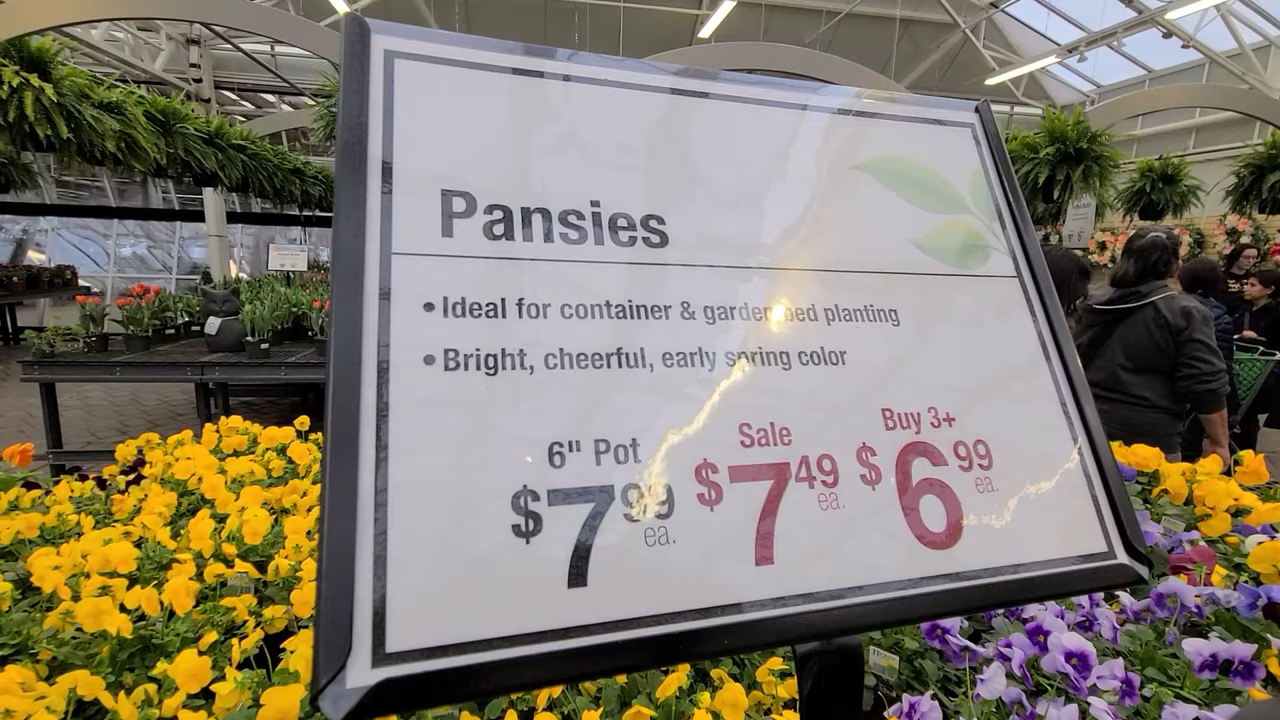 Pansies
• Ideal for container & garden bed planting
• Bright, cheerful, early spring color
6" Pot
$7.99 ea.
Sale
$7.49 ea.
Buy 3+
$6.99 ea.